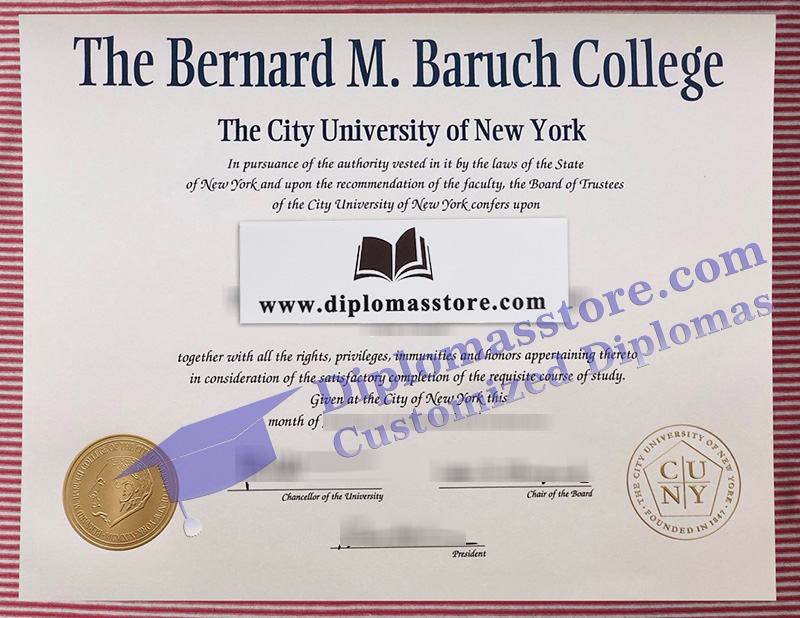 The Bernard M. Baruch College
The City University of New York
In pursuance of the authority vested in it by the laws of the State
of New York and upon the recommendation of the faculty, the Board of Trustees
of the City University of New York confers upon
www.diplomasstore.com
Diplomasstore.com
Customized Diplomas
together with all the rights, privileges, immunities and honors appertaining thereto
in consideration of the satisfactory completion of the requisite course of study.
Given at the City of New York this
month of
Chancellor of the University
Chair of the Board
President
THE CITY UNIVERSITY OF NEW YORK
CU
NY
FOUNDED IN 1847